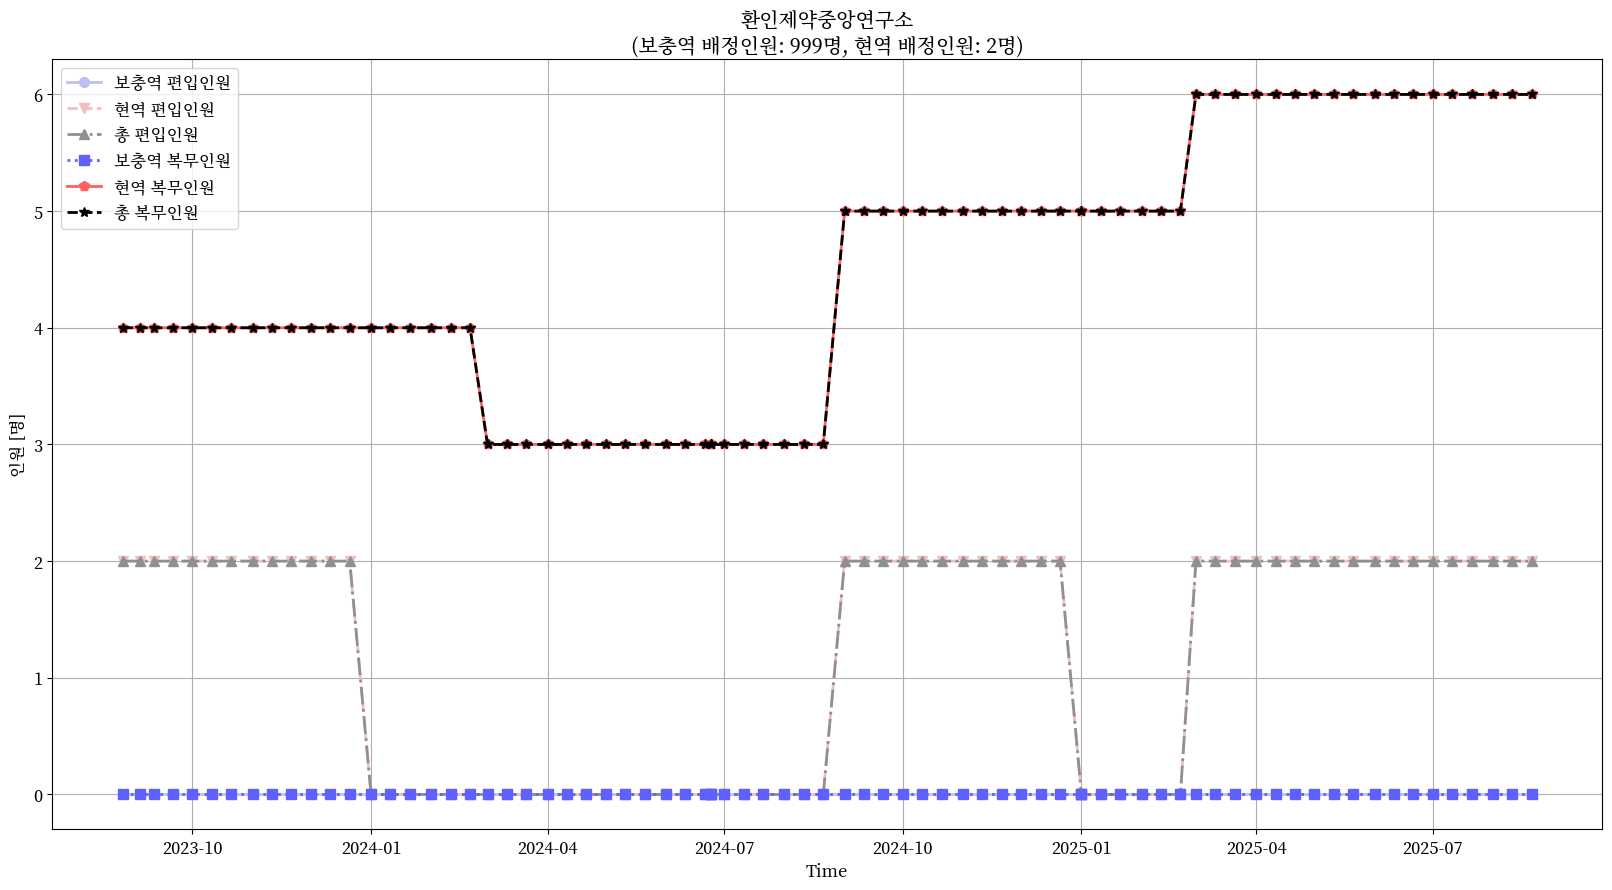 환인제약중앙연구소
(보충역 배정인원: 999명, 현역 배정인원: 2명)
보충역 편입인원
현역 편입인원
총 편입인원
보충역 복무인원
현역 복무인원
총 복무인원
인원 [명]
6
5
4
3
2
1
0
2023-10
2024-01
2024-04
2024-07
2024-10
2025-01
2025-04
2025-07
Time